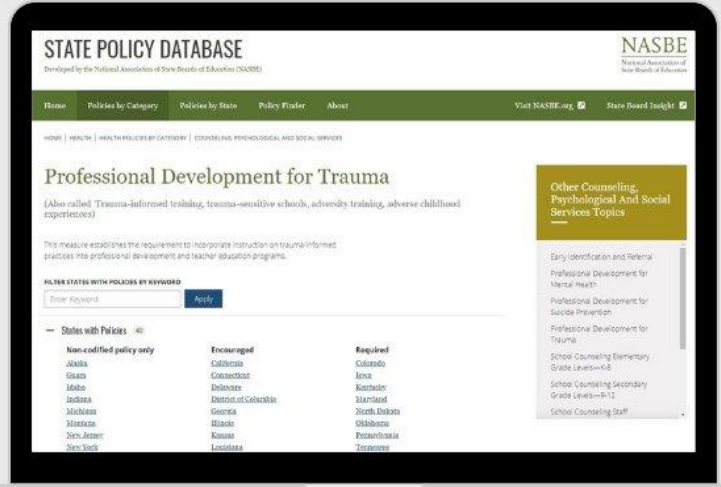 STATE POLICY DATABASE
Developed by the National Association of State Boards of Education (NASBE)
NASBE
National Association of
State Boards of Education
Home Policies by Category Policies by State Policy Finder About Visit NASBE.org State Board Insight
HOME | HEALTH | HEALTH POLICIES BY CATEGORY | COUNSELING, PSYCHOLOGICAL AND SOCIAL SERVICES
Professional Development for Trauma
(Also called Trauma-informed training, trauma-sensitive schools, adversity training, adverse childhood
experiences)
This measure establishes the requirement to incorporate instruction on trauma-informed
practices into professional development and teacher education programs.
FILTER STATES WITH POLICIES BY KEYWORD
Enter Keyword Apply
States with Policies 40
Non-codified policy only
Alaska
Guam
Idaho
Indiana
Michigan
Montana
New Jersey
New York
Encouraged
California
Connecticut
Delaware
District of Columbia
Georgia
Illinois
Kansas
Louisiana
Required
Colorado
Iowa
Kentucky
Maryland
North Dakota
Oklahoma
Pennsylvania
Tennessee
Other Counseling,
Psychological And Social
Services Topics
Early Identification and Referral
Professional Development for
Mental Health
Professional Development for
Suicide Prevention
Professional Development for
Trauma
School Counseling Elementary
Grade Levels—K-8
School Counseling Secondary
Grade Levels—9-12
School Counseling Staff